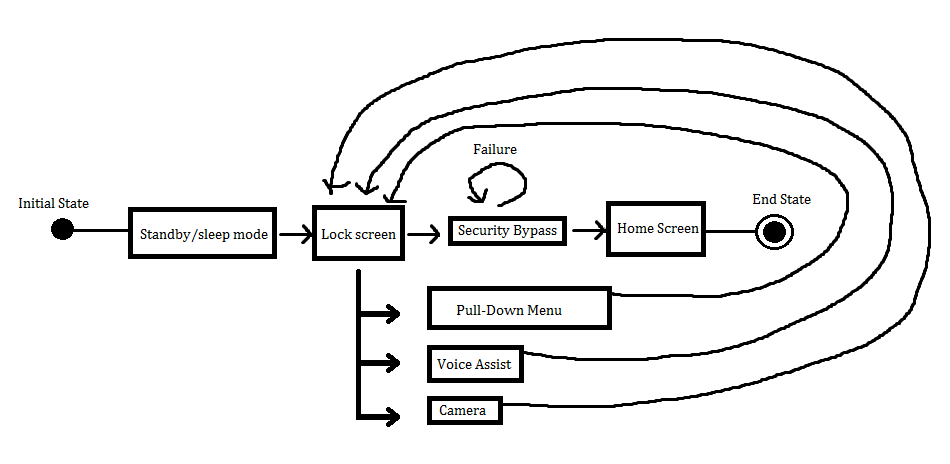 Failure
Initial State
End State
Standby/sleep mode
Lock screen
Security Bypass
Home Screen
Pull-Down Menu
Voice Assist
Camera